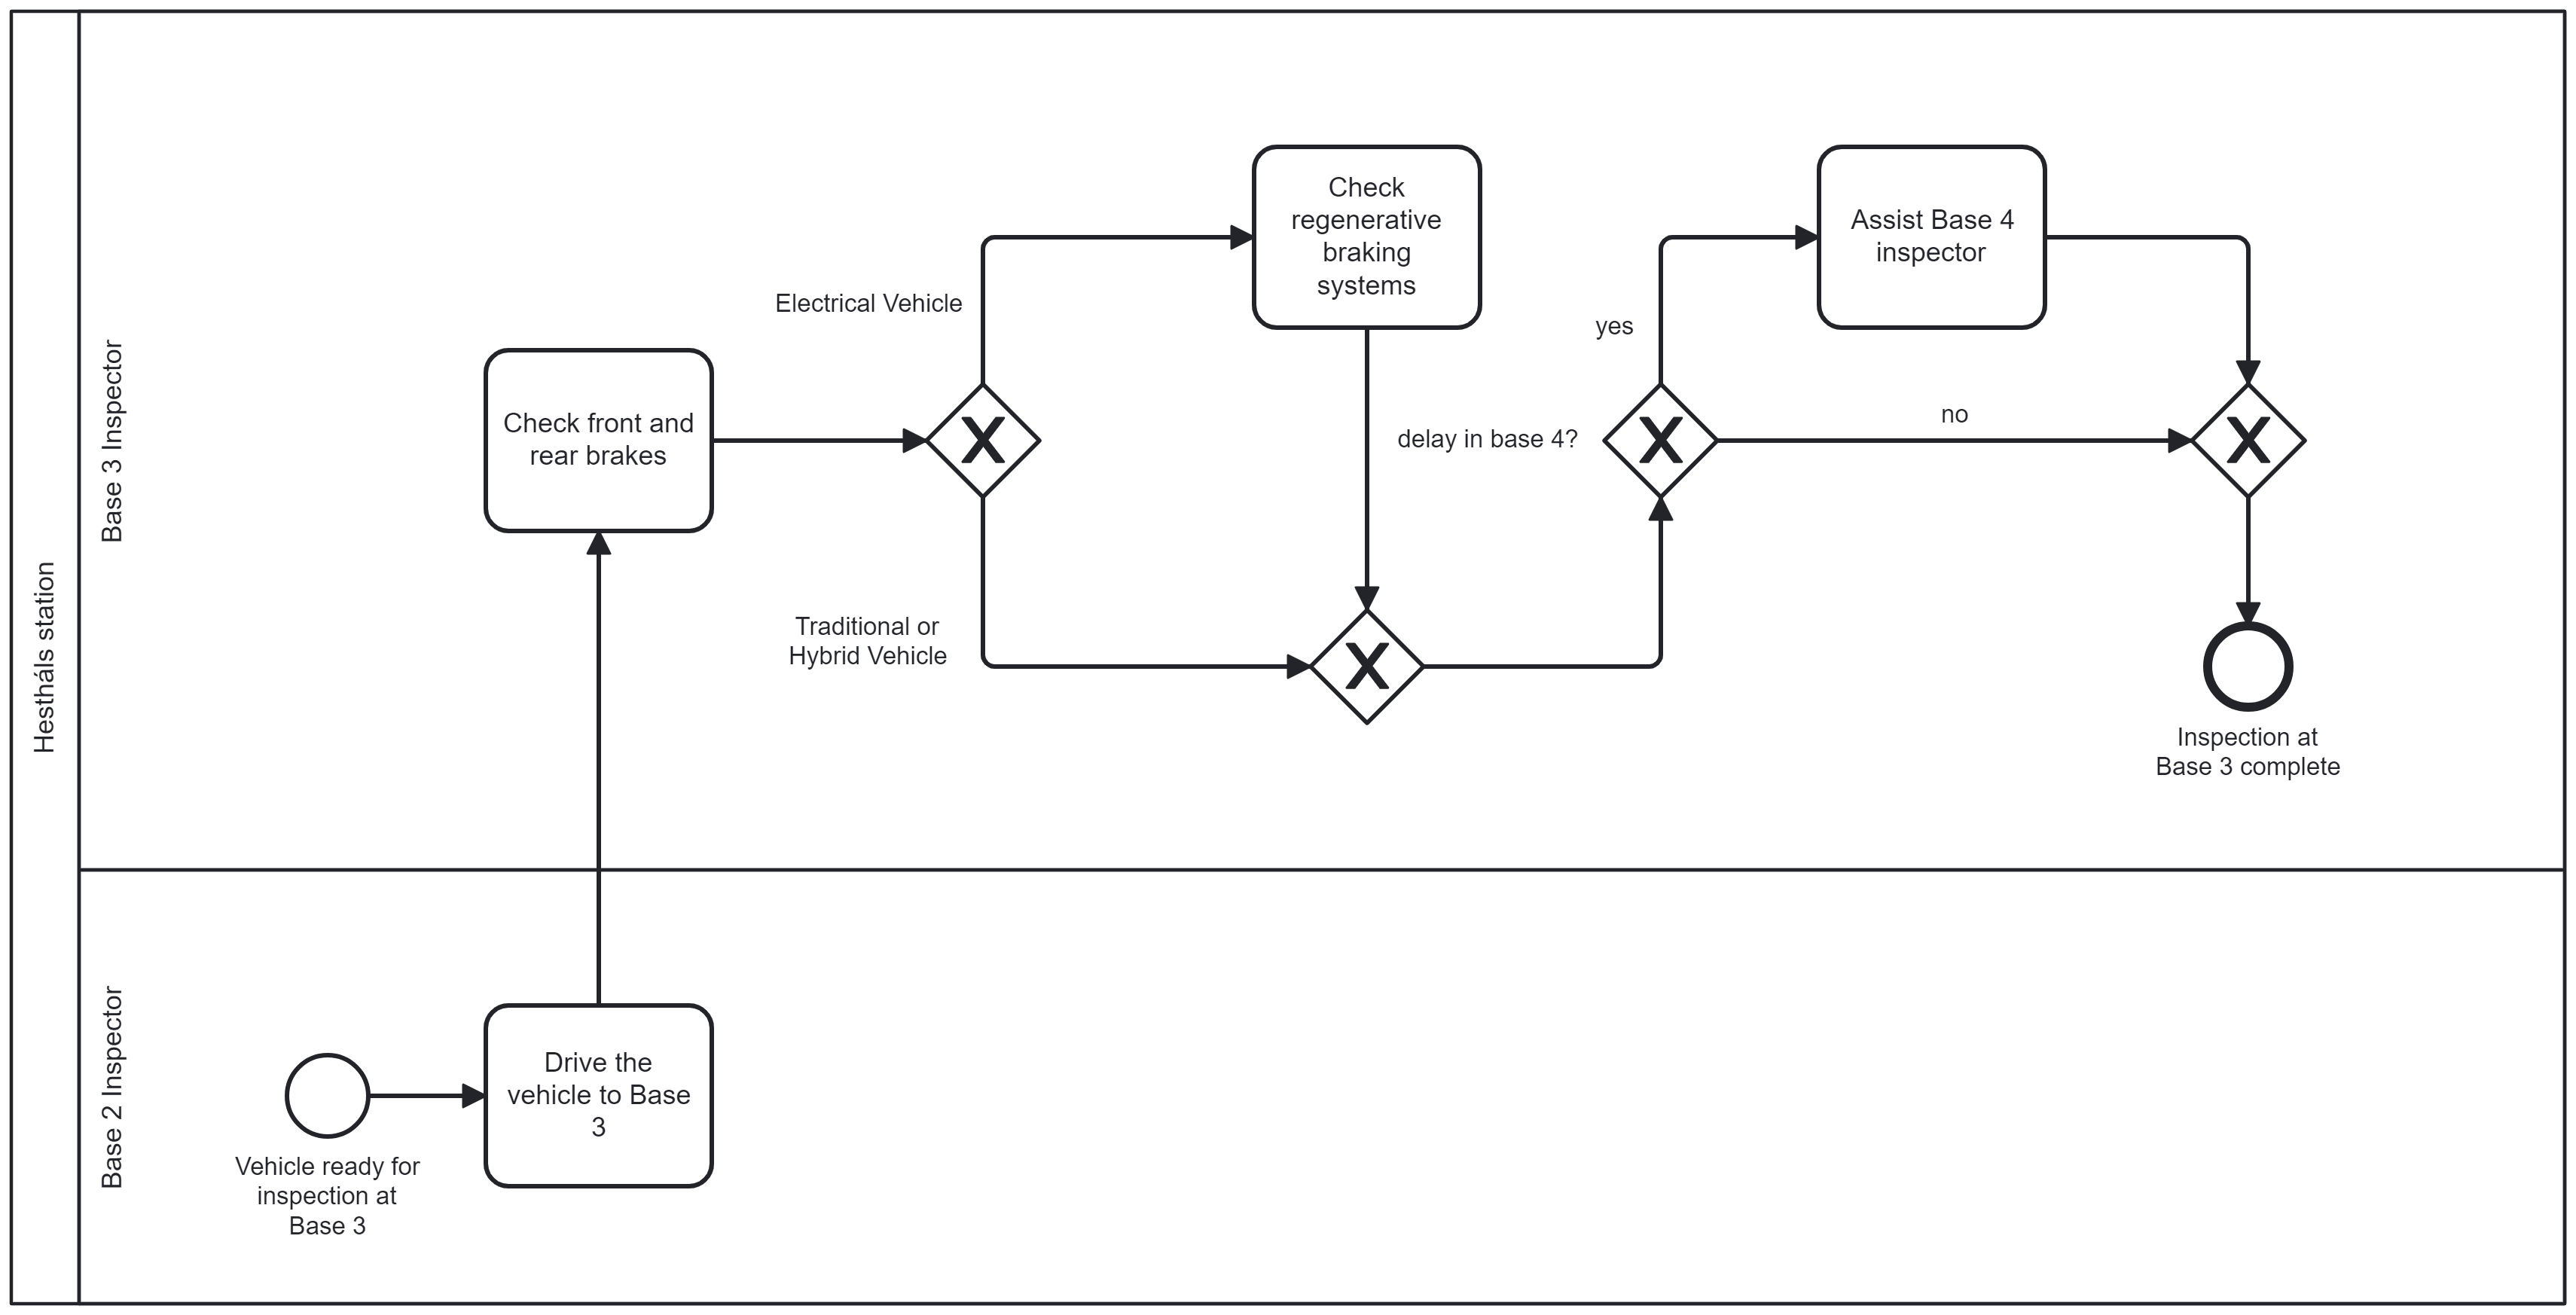 Hestháls station
Base 3 Inspector
Check front and
rear brakes
Electrical Vehicle
Traditional or
Hybrid Vehicle
X
Check
regenerative
braking
systems
X
delay in base 4?
X
yes
no
Assist Base 4
inspector
X
Inspection at
Base 3 complete
Base 2 Inspector
Vehicle ready for
inspection at
Base 3
Drive the
vehicle to Base
3